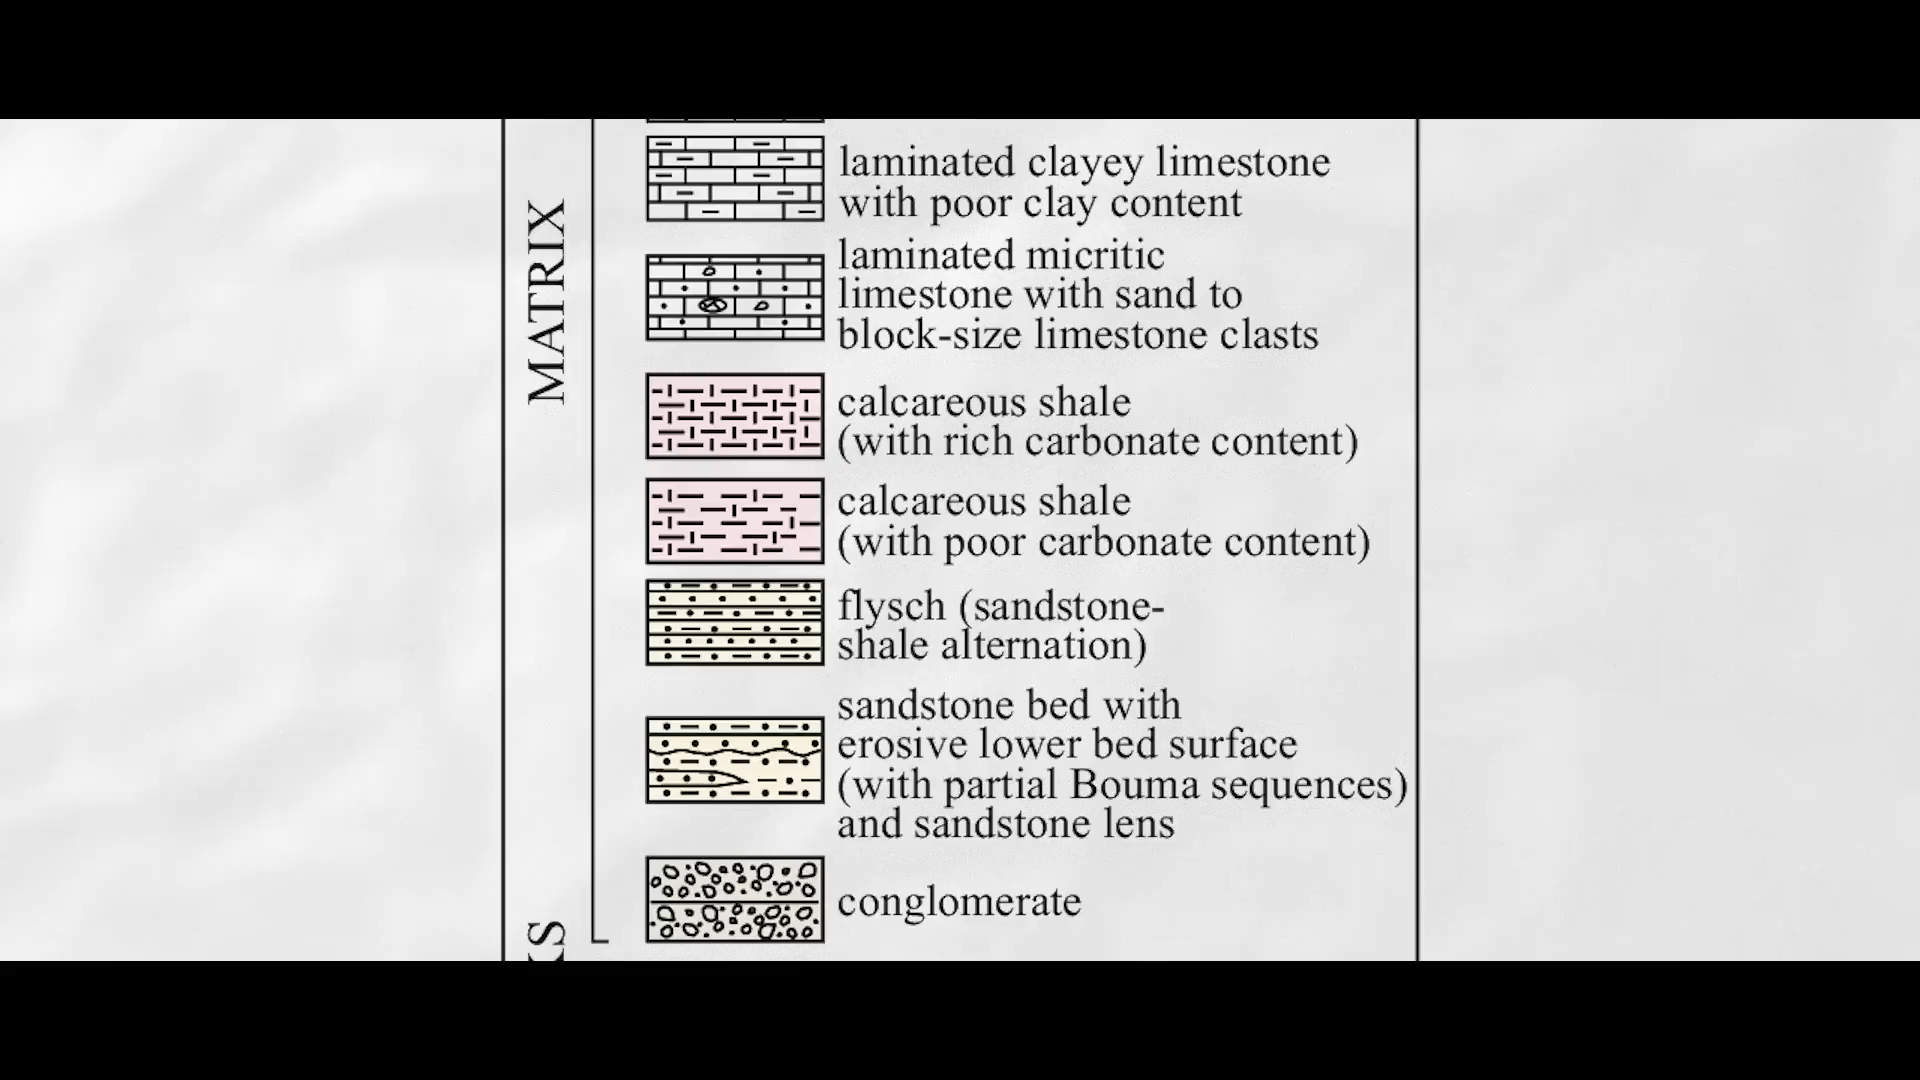 MATRIX
laminated clayey limestone
with poor clay content
laminated micritic
limestone with sand to
block-size limestone clasts
calcareous shale
(with rich carbonate content)
calcareous shale
(with poor carbonate content)
flysch (sandstone-
shale alternation)
sandstone bed with
erosive lower bed surface
(with partial Bouma sequences)
and sandstone lens
conglomerate